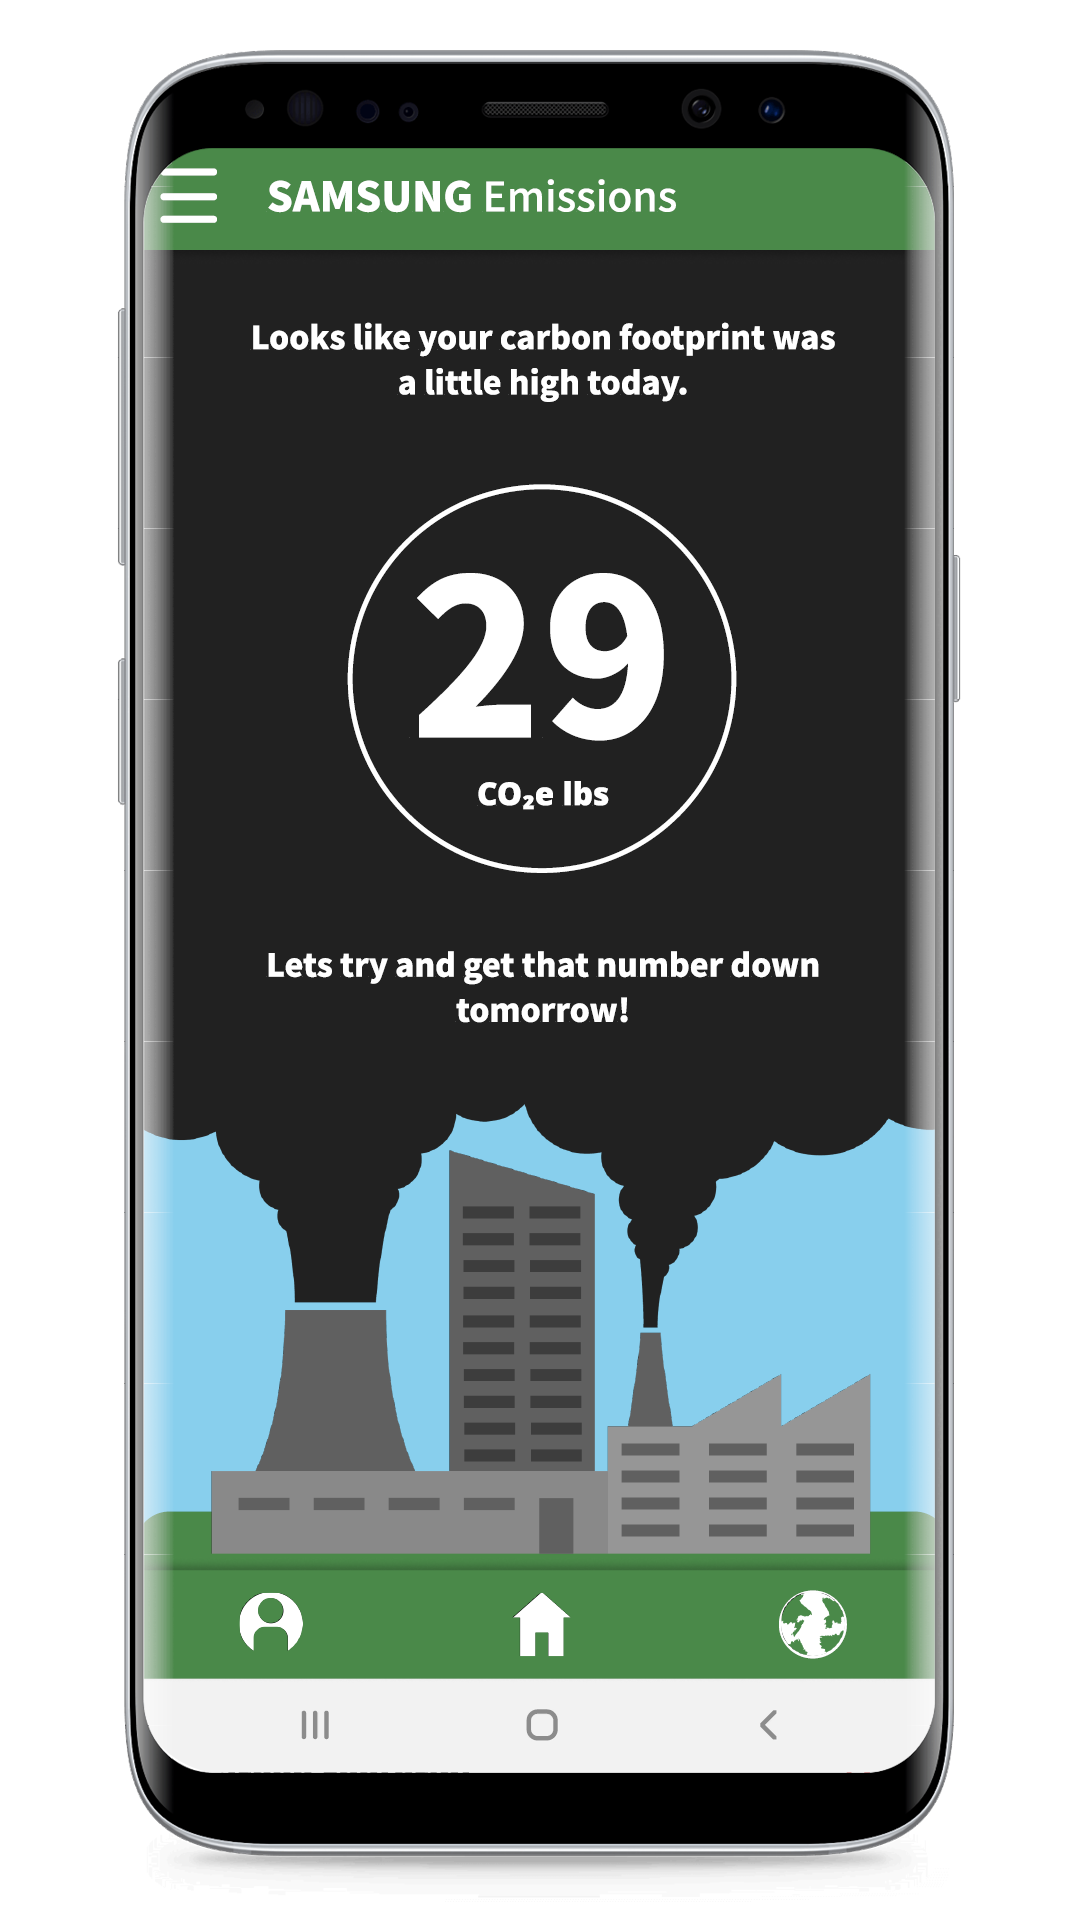 SAMSUNG Emissions
Looks like your carbon footprint was
a little high today.
29
CO₂e lbs
Lets try and get that number down
tomorrow!